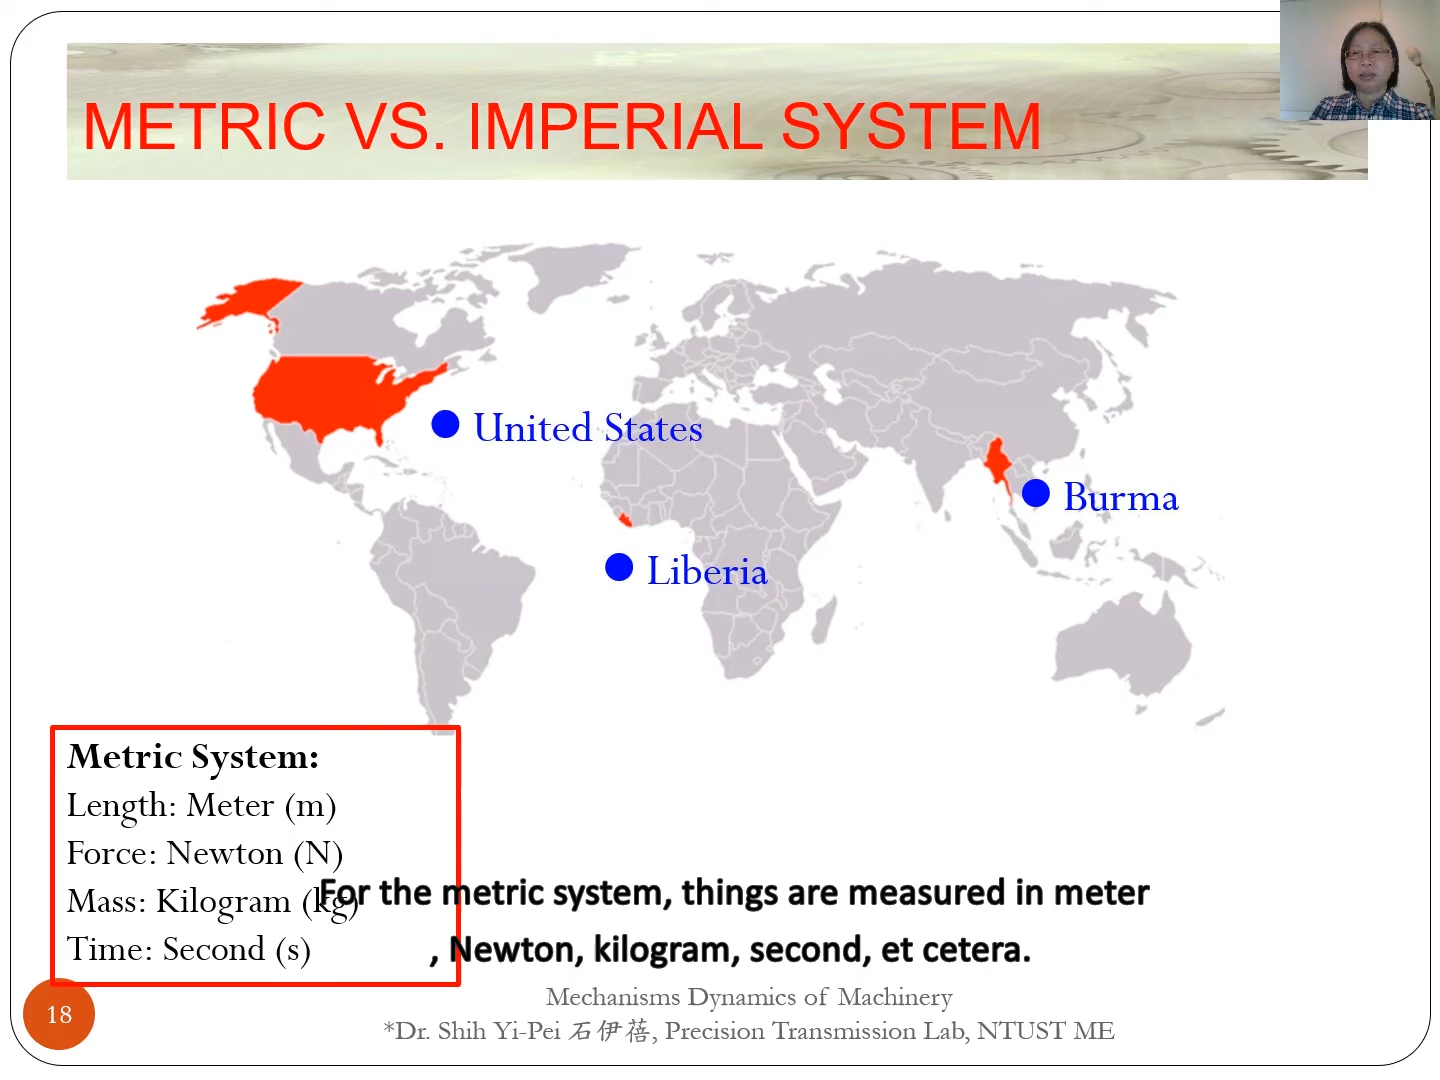 METRIC VS. IMPERIAL SYSTEM
United States
Burma
Liberia
Metric System:
Length: Meter (m)
Force: Newton (N)
Mass: Kilogram (kg)
Time: Second (s)
For the metric system, things are measured in meter
, Newton, kilogram, second, et cetera.
18
Mechanisms Dynamics of Machinery
*Dr. Shih Yi-Pei 石伊蓓, Precision Transmission Lab, NTUST ME